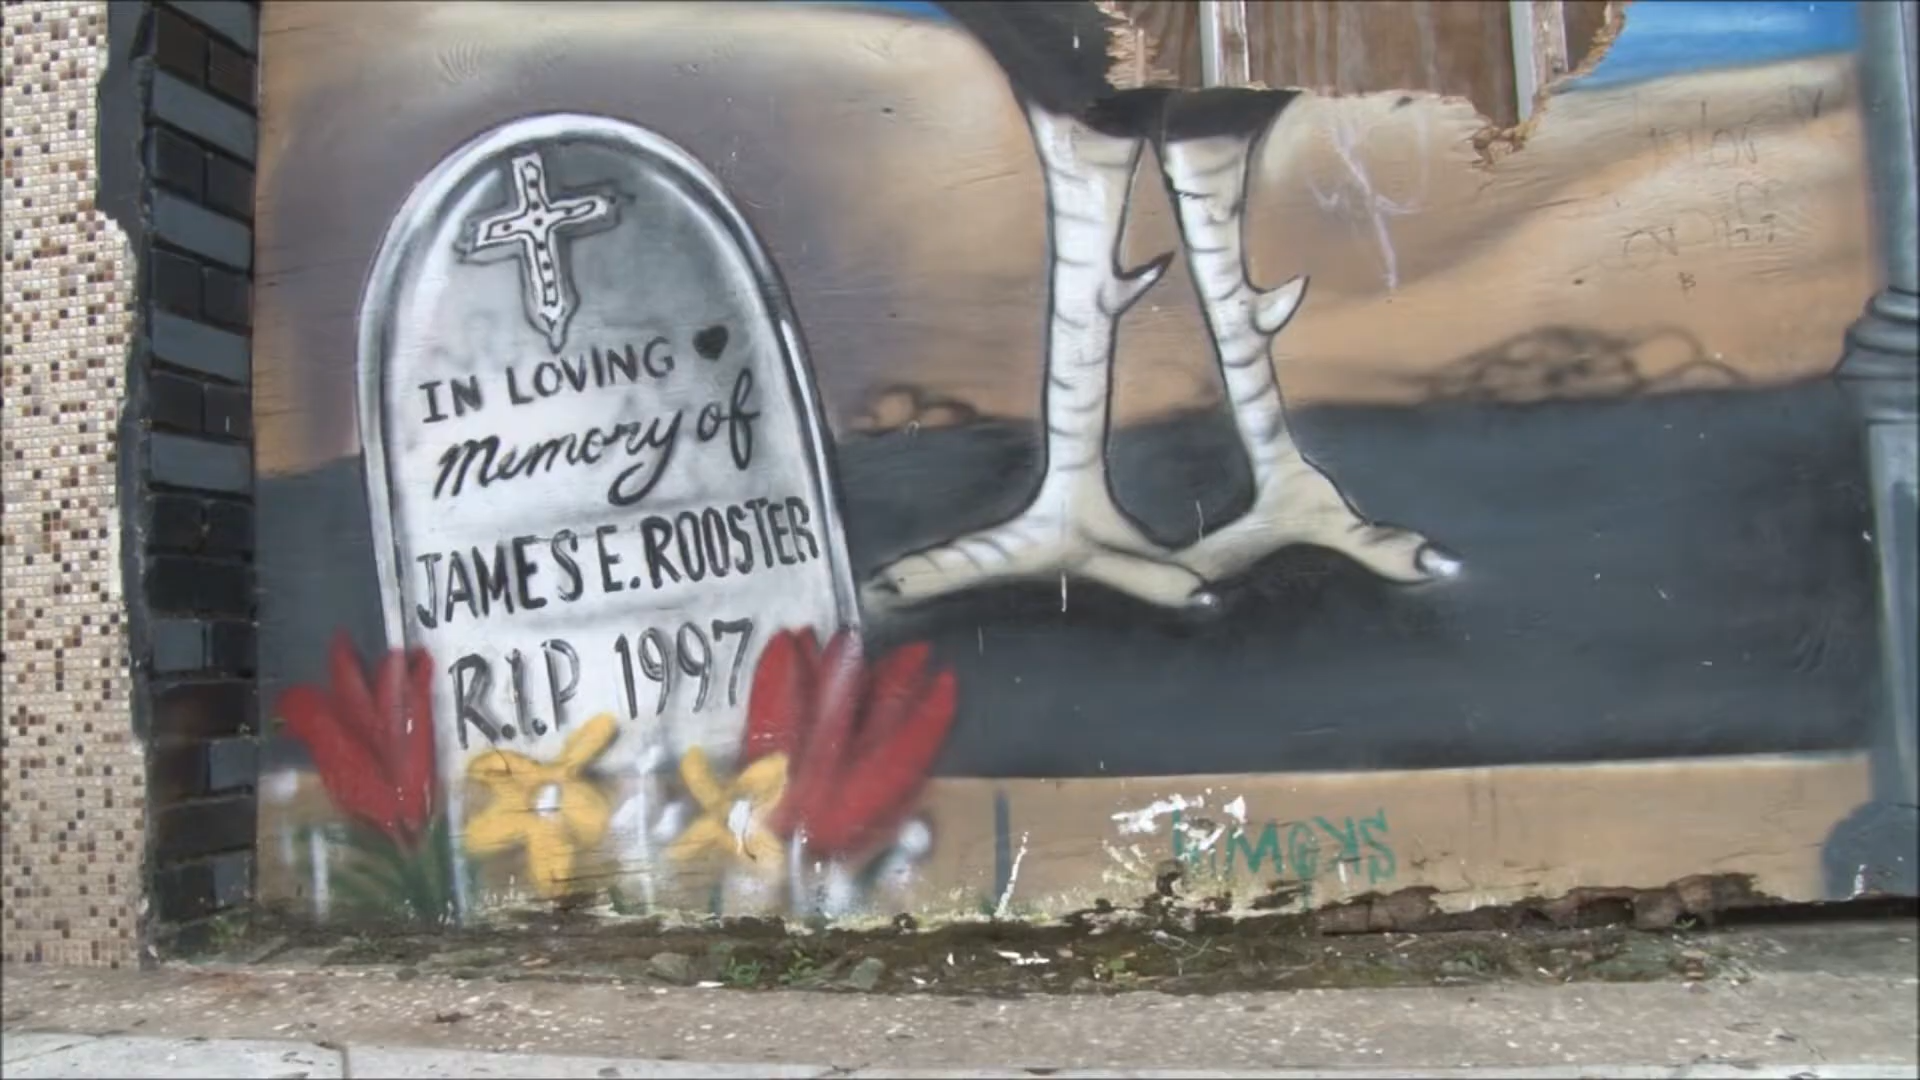 IN LOVING
Memory of
JAMES E. ROOSTER
R.I.P 1997